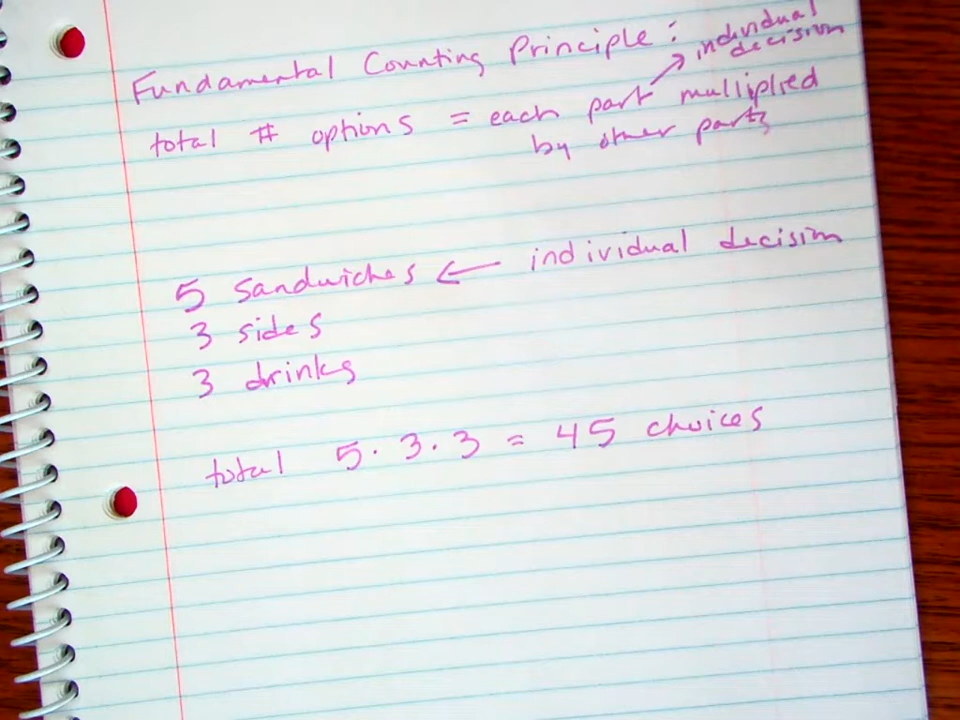 Fundamental Counting Principle: individual decision
total # options = each part → multiplied
by other parts
5 sandwiches ← individual decision
3 sides
3 drinks
total 5 · 3 · 3 = 45 choices